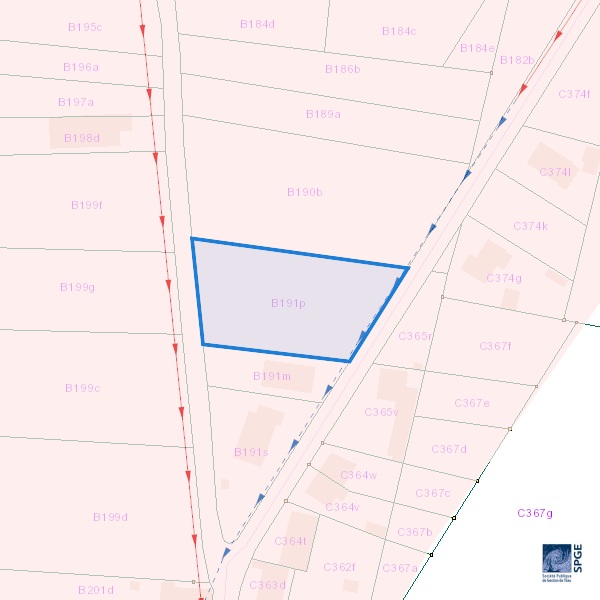 B195c
B184d
B184c
B184e
B182b
B196a
B186b
C374f
B197a
B189a
B198d
C374l
B190b
B199f
C374k
C374g
B199g
B191p
C365r
C367f
B191m
B199c
C367e
C365v
B191s
C367d
C364w
C367c
C364v
B199d
C367b
C367g
C364t
C362f
C367a
C363d
B201d
SPGE
Société Publique
de Gestion de l'Eau